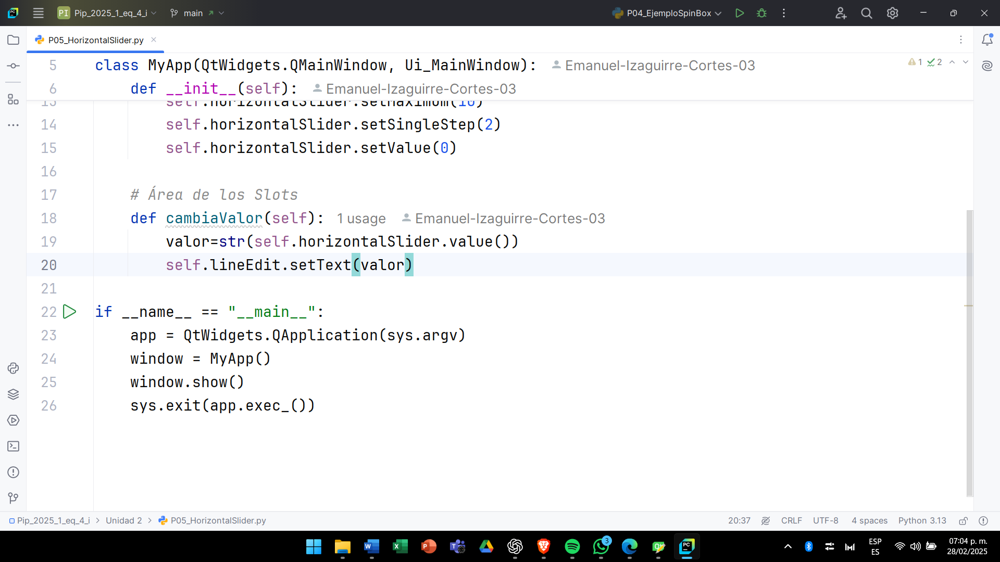 PI Pip_2025_1_eq_4_i main P04_EjemploSpinBox
P05_HorizontalSlider.py
5 class MyApp(QtWidgets.QMainWindow, Ui_MainWindow): Emanuel-Izaguirre-Cortes-03 1 2
6 def __init__(self): Emanuel-Izaguirre-Cortes-03
13 self.horizontalSlider.setMaximum(10)
14 self.horizontalSlider.setSingleStep(2)
15 self.horizontalSlider.setValue(0)
16
17 # Área de los Slots
18 def cambiaValor(self): 1 usage Emanuel-Izaguirre-Cortes-03
19 valor=str(self.horizontalSlider.value())
20 self.lineEdit.setText(valor)
21
22 if __name__ == "__main__":
23 app = QtWidgets.QApplication(sys.argv)
24 window = MyApp()
25 window.show()
26 sys.exit(app.exec_())
Pip_2025_1_eq_4_i > Unidad 2 > P05_HorizontalSlider.py 20:37 CRLF UTF-8 4 spaces Python 3.13
3
ESP
ES
07:04 p. m.
28/02/2025